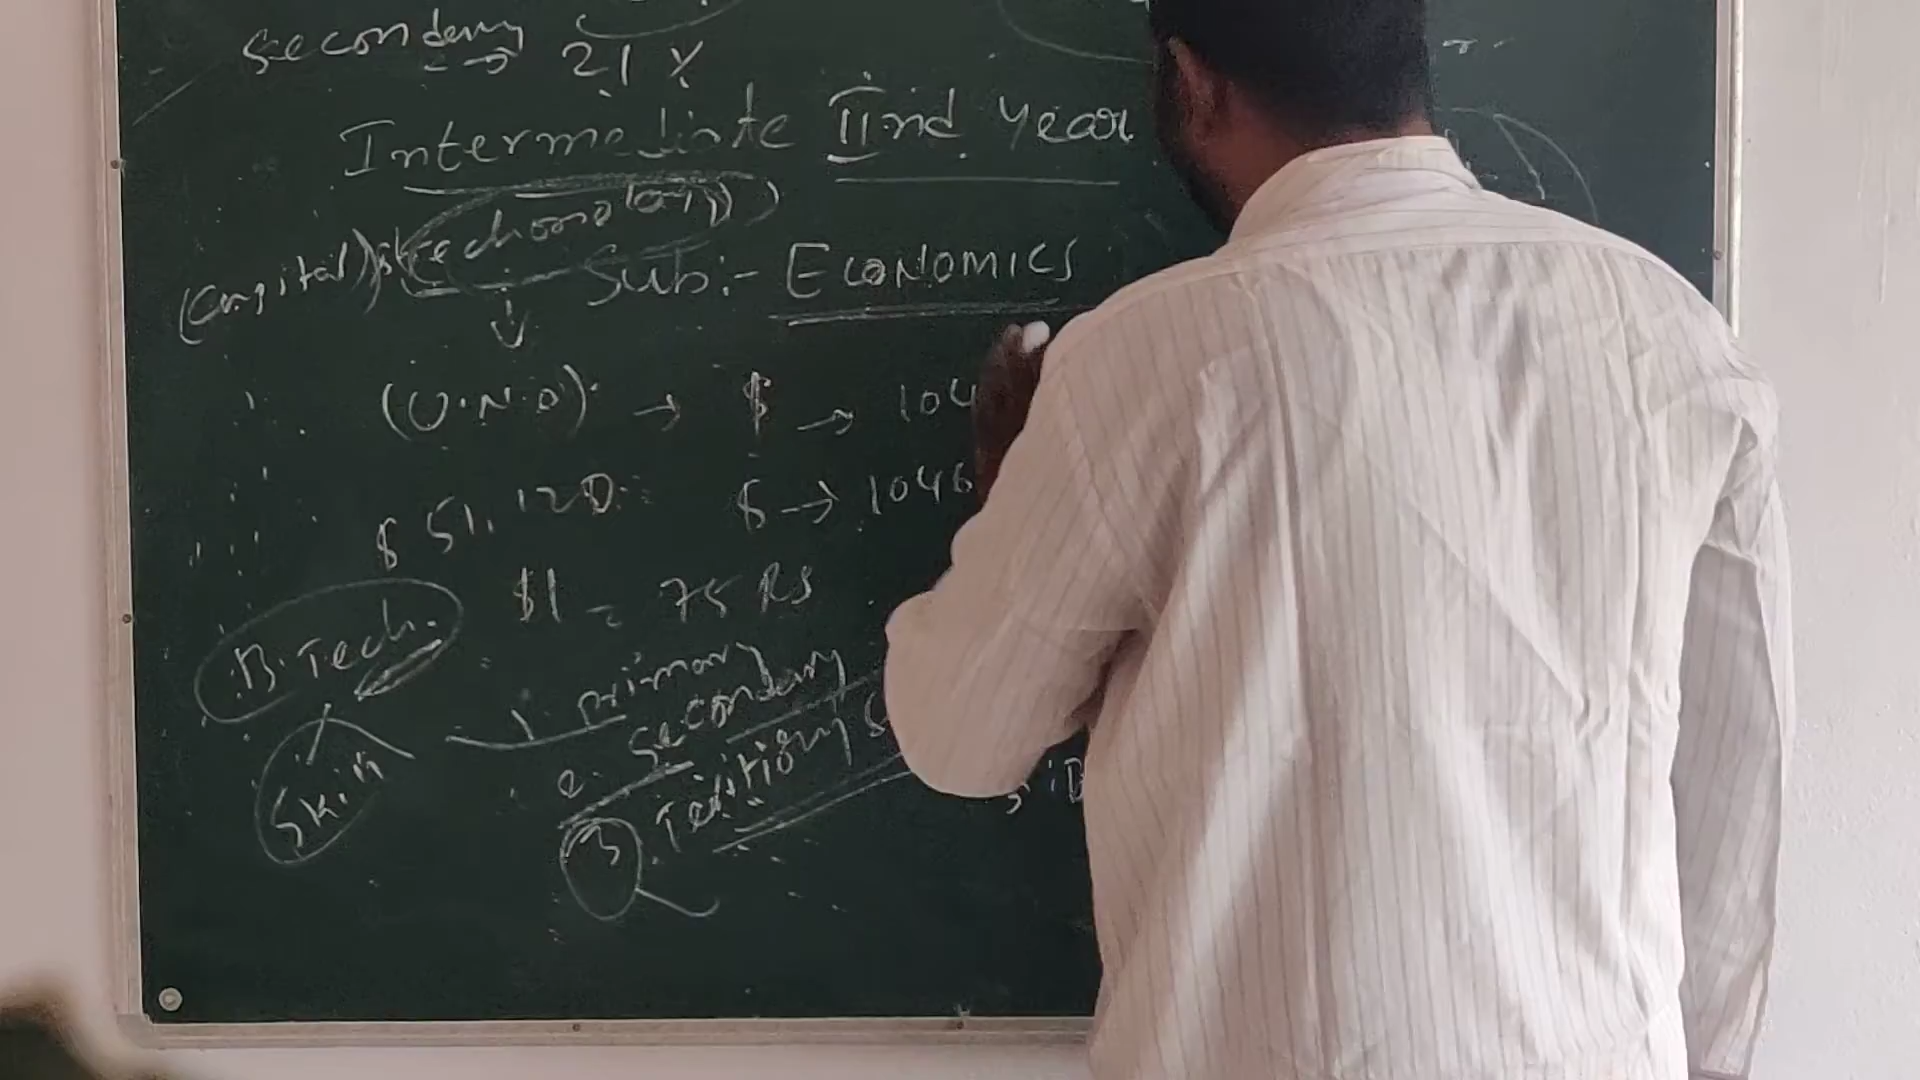 Secondary → 21 %
Intermediate IInd Year
(Capital) (technology)
Sub:- ECONOMICS
(U.N.O) → $ → 104
$ 51,120 $ → 1046
$1 = 75 RS
B.Tech.
1. primary
2. Secondary
3.
Skill